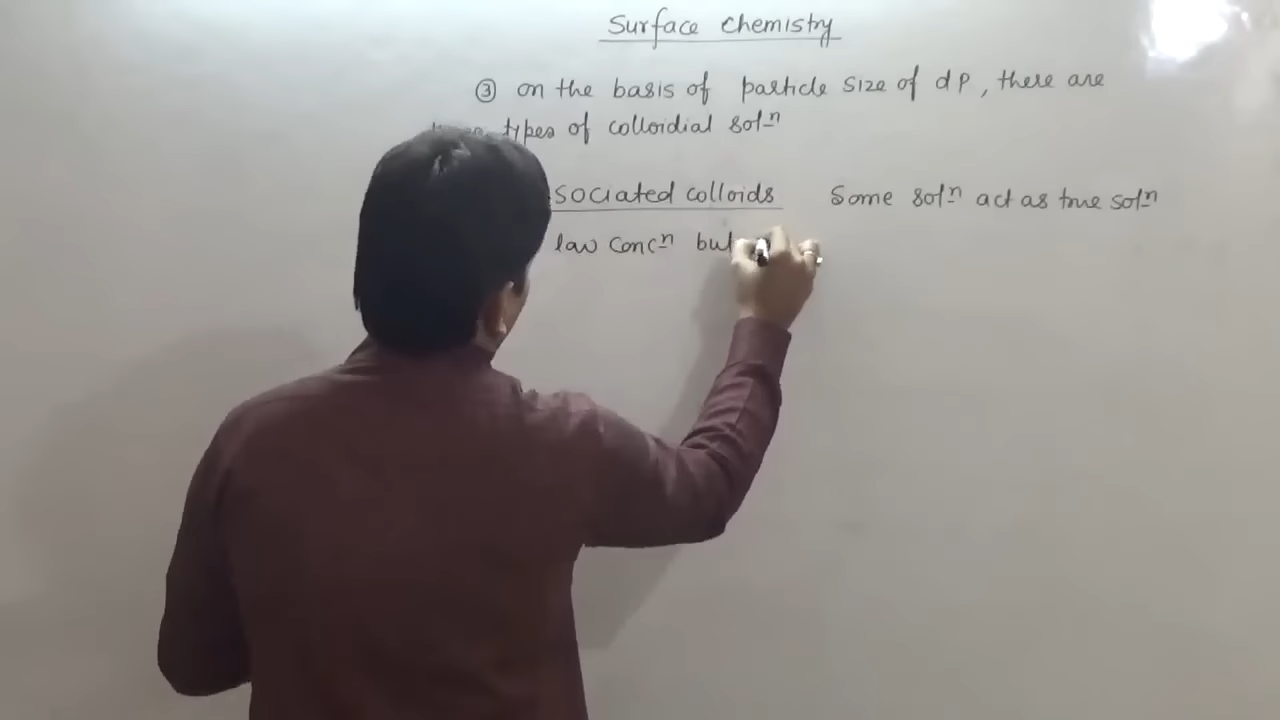 Surface Chemistry
③ on the basis of particle size of dP, there are
types of colloidial solⁿ
sociated colloids Some solⁿ act as true solⁿ
law concⁿ but